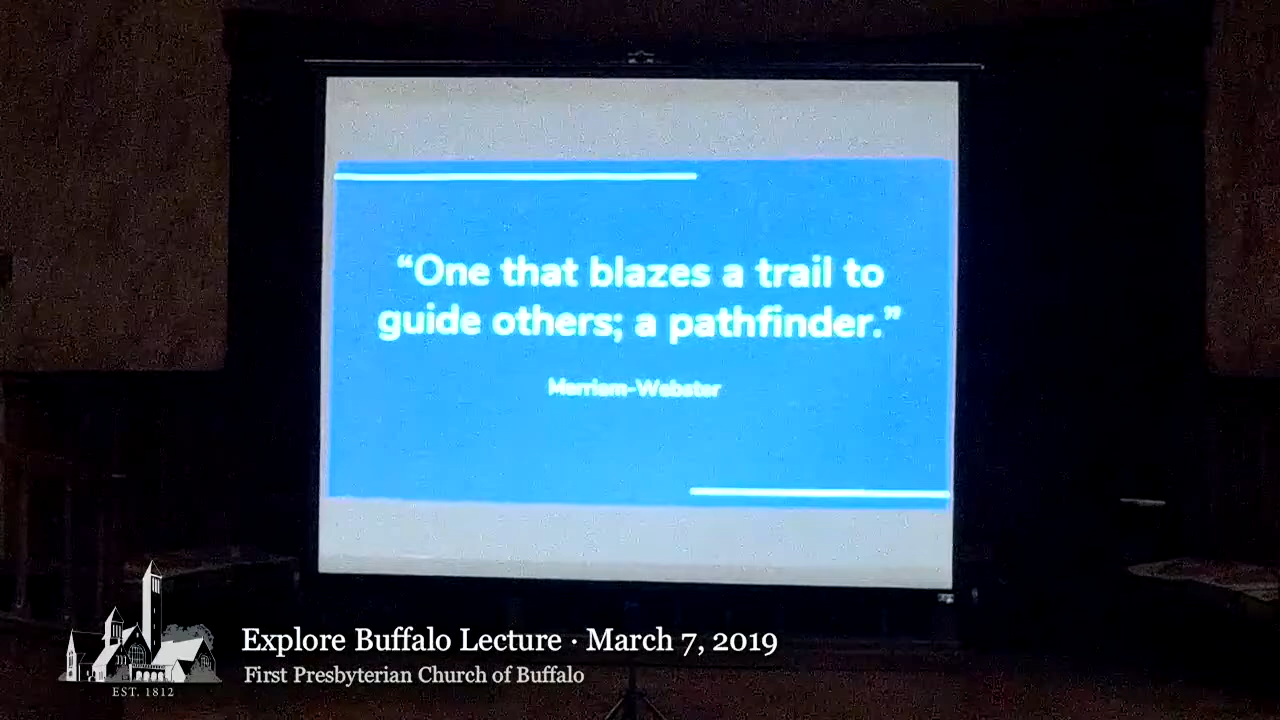 “One that blazes a trail to
guide others; a pathfinder.”
Merriam-Webster
Explore Buffalo Lecture · March 7, 2019
First Presbyterian Church of Buffalo
EST. 1812